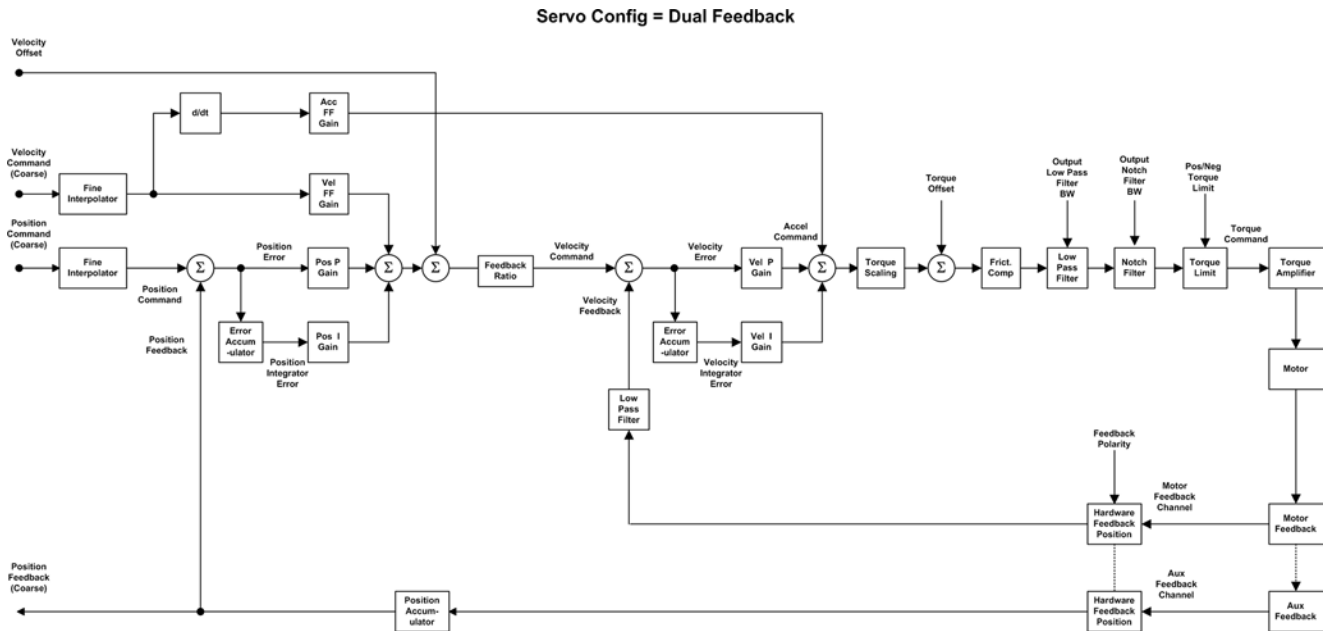 Servo Config = Dual Feedback
Velocity
Offset
d/dt
Acc
FF
Gain
Velocity
Command
(Coarse)
Fine
Interpolator
Vel
FF
Gain
Torque
Offset
Output
Low Pass
Filter
BW
Output
Notch
Filter
BW
Pos/Neg
Torque
Limit
Position
Command
(Coarse)
Fine
Interpolator
Position
Command
Σ
Position
Error
Pos P
Gain
Σ
Σ
Feedback
Ratio
Velocity
Command
Σ
Velocity
Error
Vel P
Gain
Accel
Command
Σ
Torque
Scaling
Σ
Frict.
Comp
Low
Pass
Filter
Notch
Filter
Torque
Limit
Torque
Command
Torque
Amplifier
Position
Feedback
Error
Accum
-ulator
Position
Integrator
Error
Pos I
Gain
Velocity
Feedback
Error
Accum
-ulator
Velocity
Integrator
Error
Vel I
Gain
Motor
Low
Pass
Filter
Feedback
Polarity
Hardware
Feedback
Position
Motor
Feedback
Channel
Motor
Feedback
Position
Feedback
(Coarse)
Position
Accum-
ulator
Hardware
Feedback
Position
Aux
Feedback
Channel
Aux
Feedback